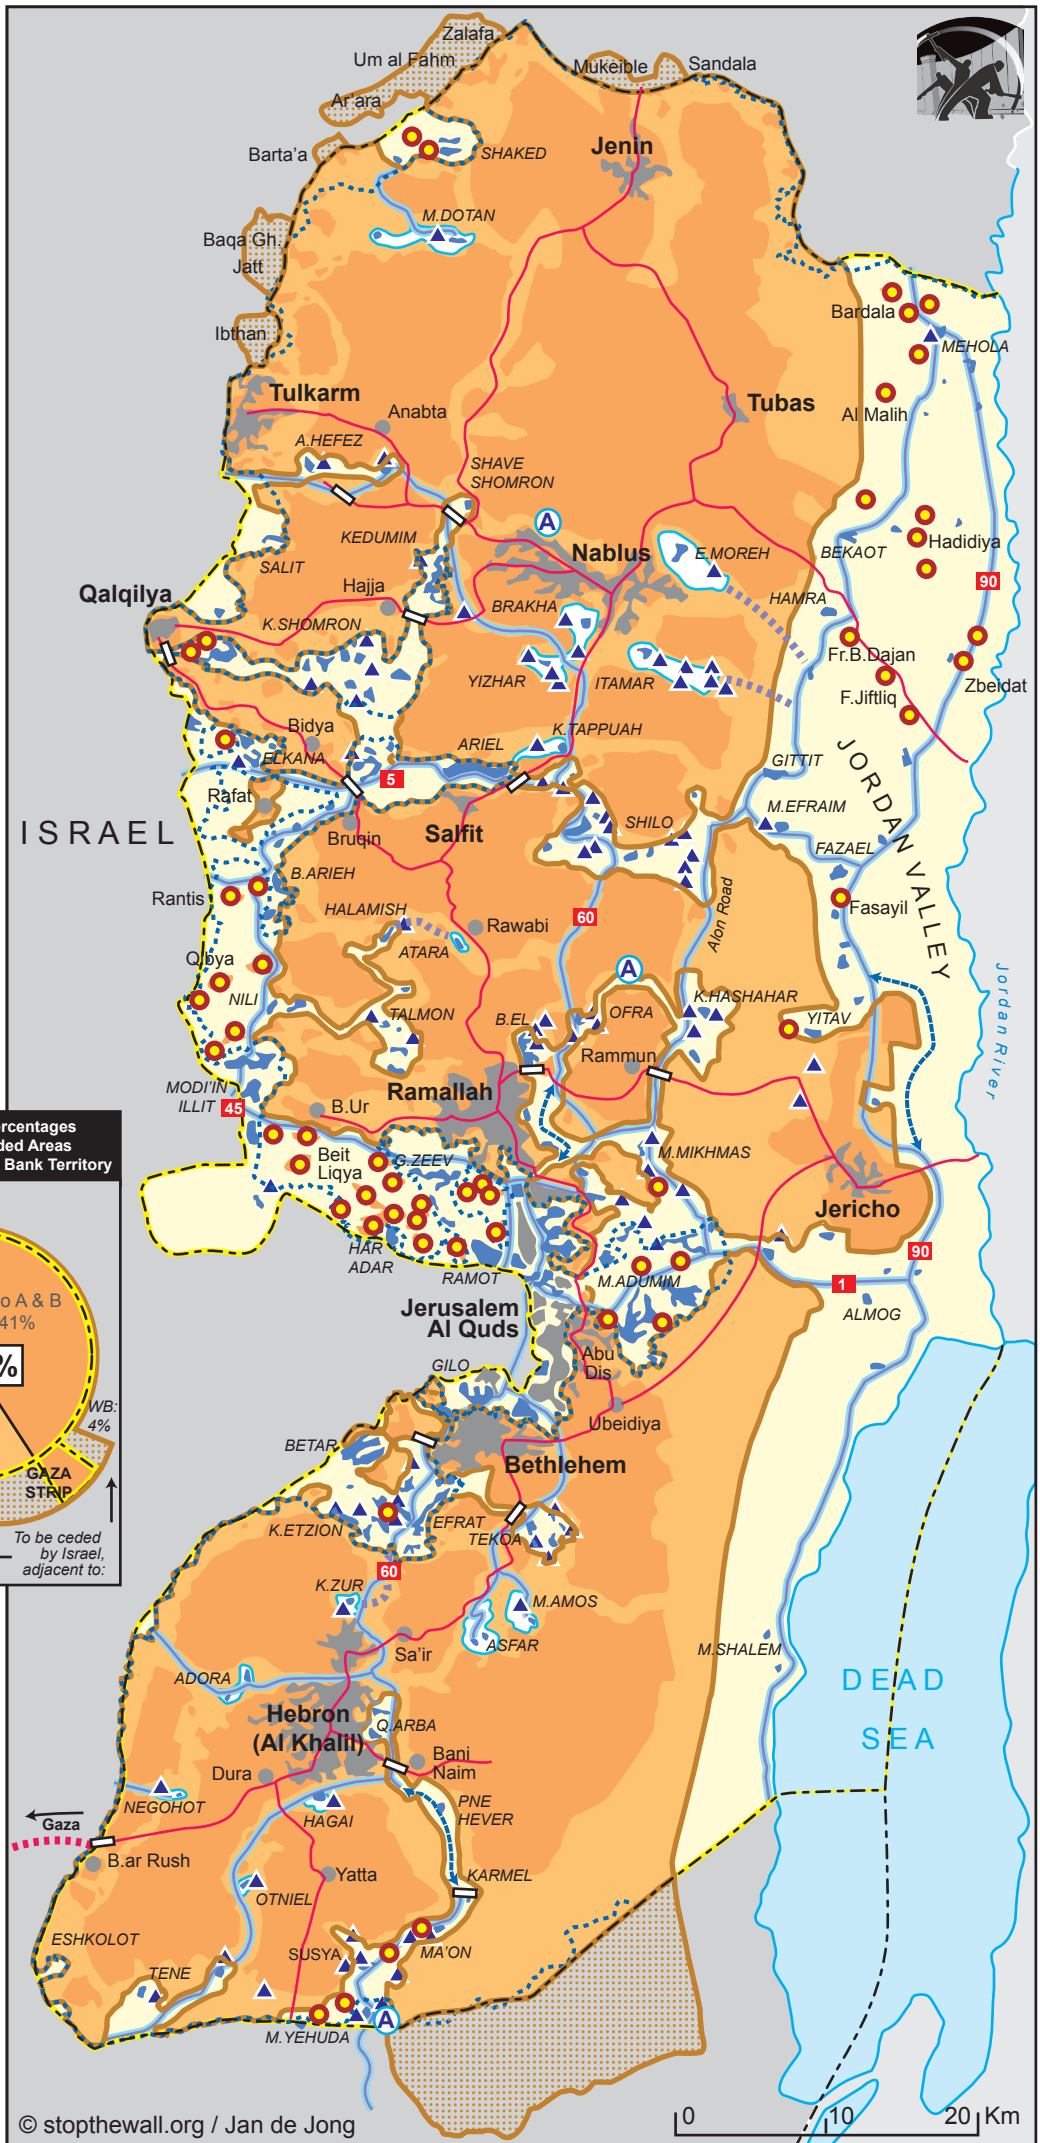 Zalafa
Um al Fahm
Mukeible
Sandala
Ar'ara
Barta'a
SHAKED
Jenin
M.DOTAN
Baqa Gh.
Jatt
Bardala
Ibthan
MEHOLA
Tulkarm
Tubas
Anabta
Al Malih
A.HEFEZ
SHAVE
SHOMRON
KEDUMIM
A
Nablus
E.MOREH
BEKAOT
Hadidiya
SALIT
90
Qalqilya
Hajja
BRAKHA
HAMRA
K.SHOMRON
Fr.B.Dajan
YIZHAR
ITAMAR
Zbeidat
F.Jiftliq
Bidya
K.TAPPUAH
ARIEL
ELKANA
GITTIT
5
JORDAN VALLEY
Rafat
M.EFRAIM
ISRAEL
Bruqin
Salfit
SHILO
FAZAEL
B.ARIEH
Rantis
Alon Road
HALAMISH
60
Fasayil
Rawabi
ATARA
Qibya
A
NILI
K.HASHAHAR
TALMON
B.EL
OFRA
YITAV
Jordan River
Rammun
MODI'IN
ILLIT
45
Ramallah
B.Ur
ercentages
ded Areas
Bank Territory
Beit
Liqya
G.ZEEV
M.MIKHMAS
Jericho
HAR
ADAR
RAMOT
M.ADUMIM
90
1
o A & B
41%
%
Jerusalem
Al Quds
ALMOG
Abu
Dis
GILO
WB:
4%
Ubeidiya
BETAR
Bethlehem
GAZA
STRIP
K.ETZION
EFRAT
TEKOA
To be ceded
by Israel,
adjacent to:
60
K.ZUR
M.AMOS
ASFAR
Sa'ir
M.SHALEM
ADORA
DEAD
SEA
Hebron
(Al Khalil)
Q.ARBA
Bani
Naim
Dura
NEGOHOT
HAGAI
PNE
HEVER
Gaza
B.ar Rush
Yatta
KARMEL
OTNIEL
ESHKOLOT
SUSYA
MA'ON
TENE
A
M.YEHUDA
© stopthewall.org / Jan de Jong
0 10 20 Km